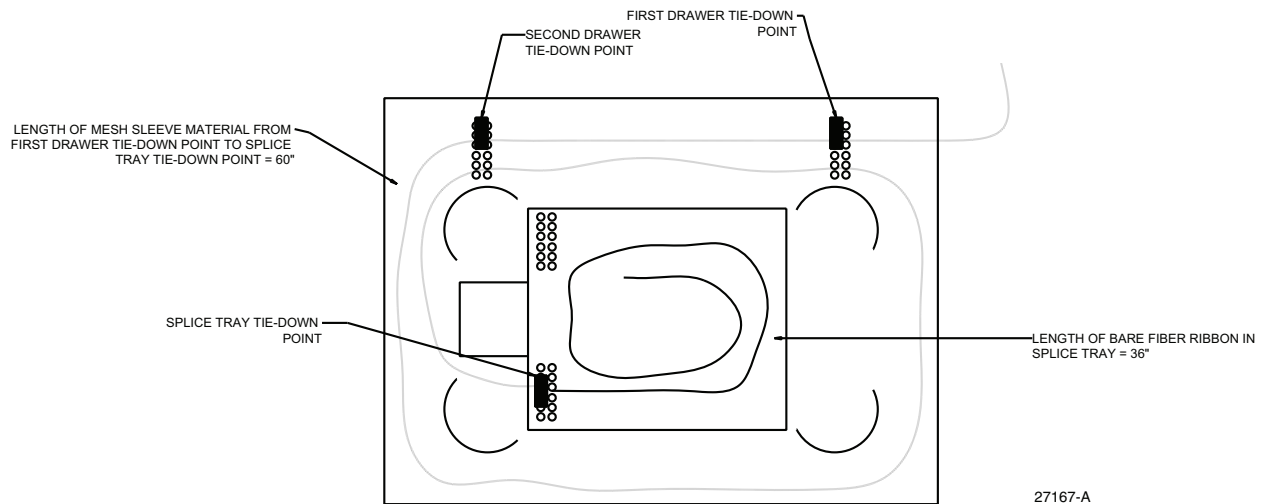 FIRST DRAWER TIE-DOWN
POINT
SECOND DRAWER
TIE-DOWN POINT
LENGTH OF MESH SLEEVE MATERIAL FROM
FIRST DRAWER TIE-DOWN POINT TO SPLICE
TRAY TIE-DOWN POINT = 60"
SPLICE TRAY TIE-DOWN
POINT
LENGTH OF BARE FIBER RIBBON IN
SPLICE TRAY = 36"
27167-A